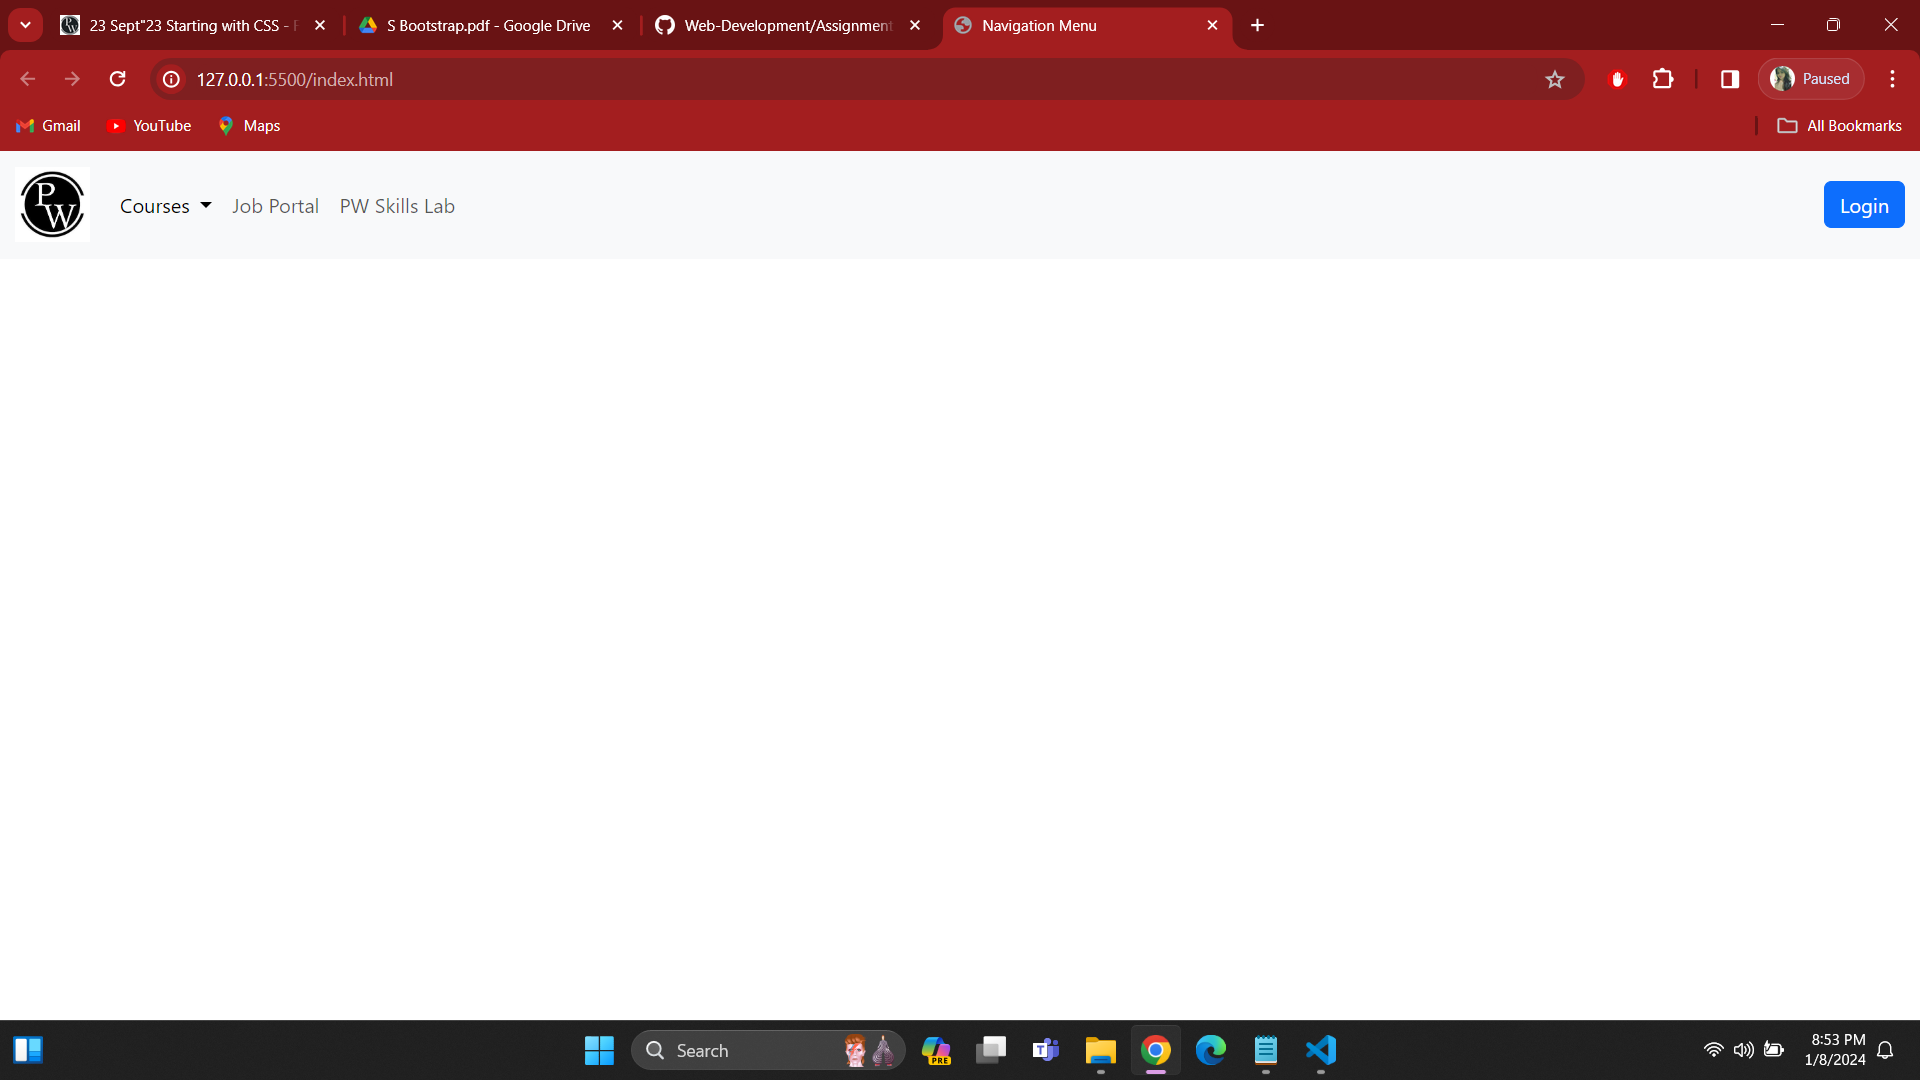 23 Sept"23 Starting with CSS - P
S Bootstrap.pdf - Google Drive
Web-Development/Assignment
Navigation Menu
127.0.0.1:5500/index.html
Paused
Gmail
YouTube
Maps
All Bookmarks
PW
Courses
Job Portal
PW Skills Lab
Login
Search
PRE
8:53 PM
1/8/2024